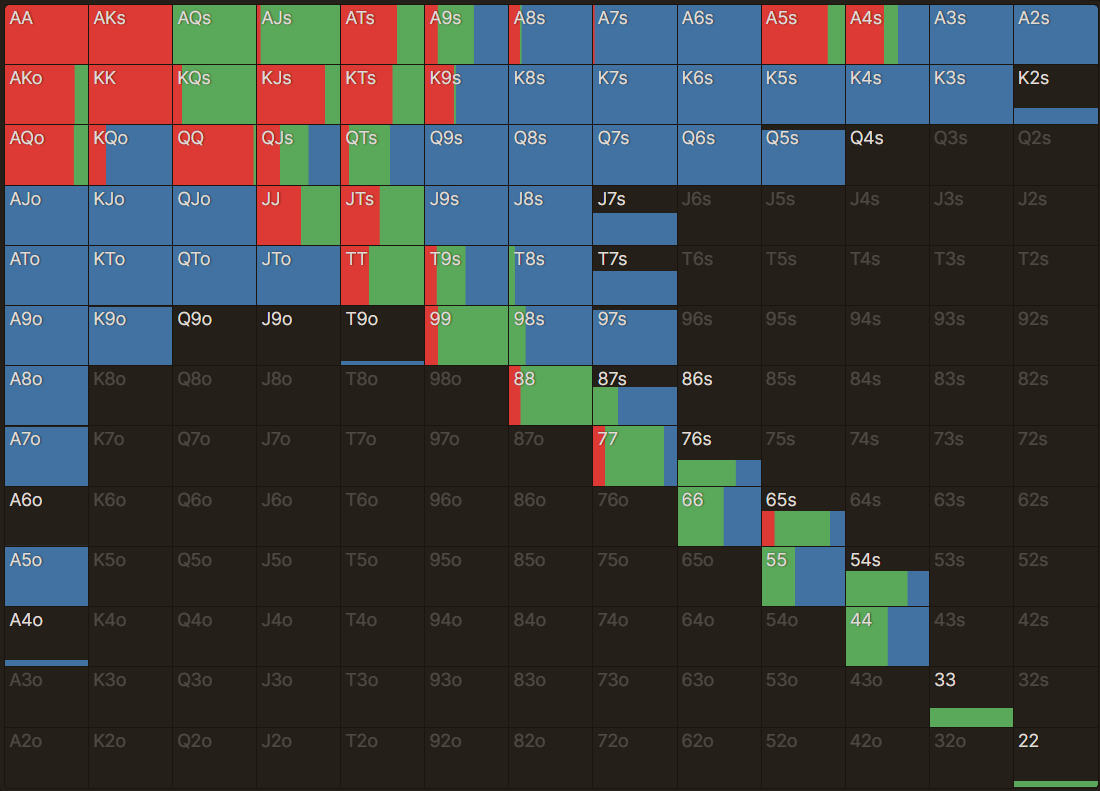 AA AKs AQs AJs ATs A9s A8s A7s A6s A5s A4s A3s A2s
AKo KK KQs KJs KTs K9s K8s K7s K6s K5s K4s K3s K2s
AQo KQo QQ QJs QTs Q9s Q8s Q7s Q6s Q5s Q4s Q3s Q2s
AJo KJo QJo JJ JTs J9s J8s J7s J6s J5s J4s J3s J2s
ATo KTo QTo JTo TT T9s T8s T7s T6s T5s T4s T3s T2s
A9o K9o Q9o J9o T9o 99 98s 97s 96s 95s 94s 93s 92s
A8o K8o Q8o J8o T8o 98o 88 87s 86s 85s 84s 83s 82s
A7o K7o Q7o J7o T7o 97o 87o 77 76s 75s 74s 73s 72s
A6o K6o Q6o J6o T6o 96o 86o 76o 66 65s 64s 63s 62s
A5o K5o Q5o J5o T5o 95o 85o 75o 65o 55 54s 53s 52s
A4o K4o Q4o J4o T4o 94o 84o 74o 64o 54o 44 43s 42s
A3o K3o Q3o J3o T3o 93o 83o 73o 63o 53o 43o 33 32s
A2o K2o Q2o J2o T2o 92o 82o 72o 62o 52o 42o 32o 22